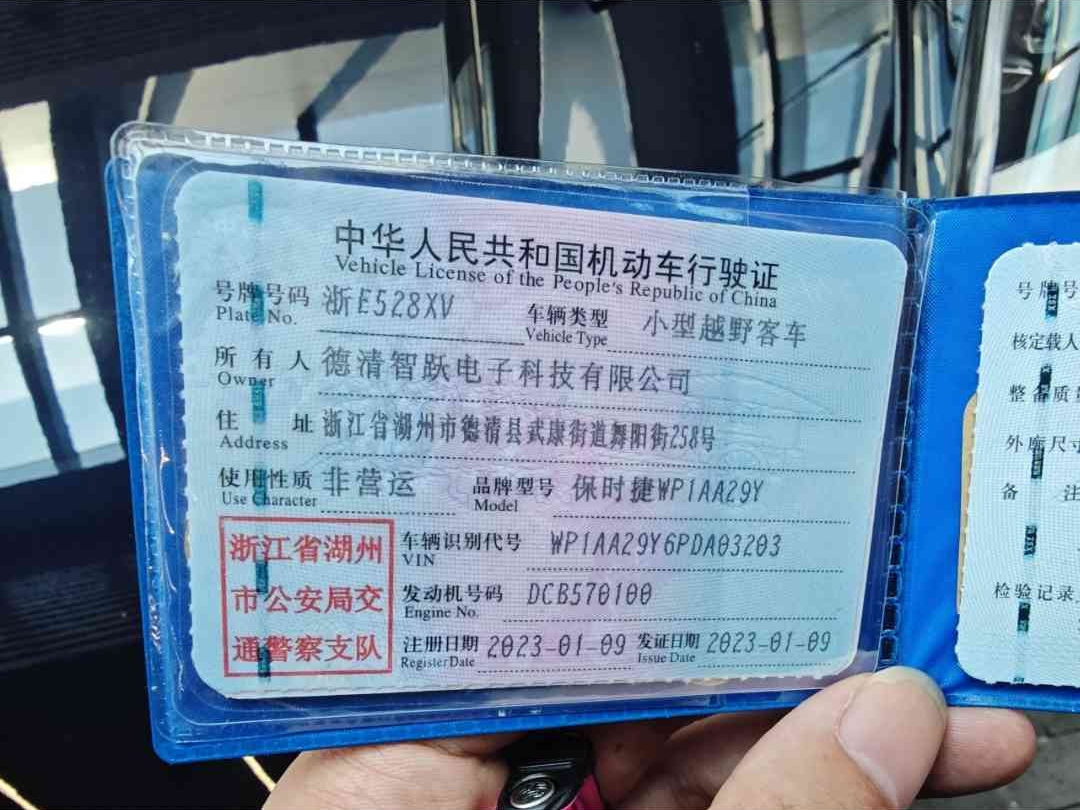 中华人民共和国机动车行驶证
Vehicle License of the People's Republic of China
号牌号码 浙E528XV 车辆类型 小型越野客车
Plate No. Vehicle Type
所有人 德清智跃电子科技有限公司
Owner
住址 浙江省湖州市德清县武康街道舞阳街258号
Address
使用性质 非营运 品牌型号 保时捷WP1AA29Y
Use Character Model
浙江省湖州
市公安局交
通警察支队
车辆识别代号 WP1AA29Y6PDA03203
VIN
发动机号码 DCB570100
Engine No.
注册日期 2023-01-09 发证日期 2023-01-09
Register Date Issue Date
号牌号
核定载人
整备质量
外廓尺寸
备注
检验记录